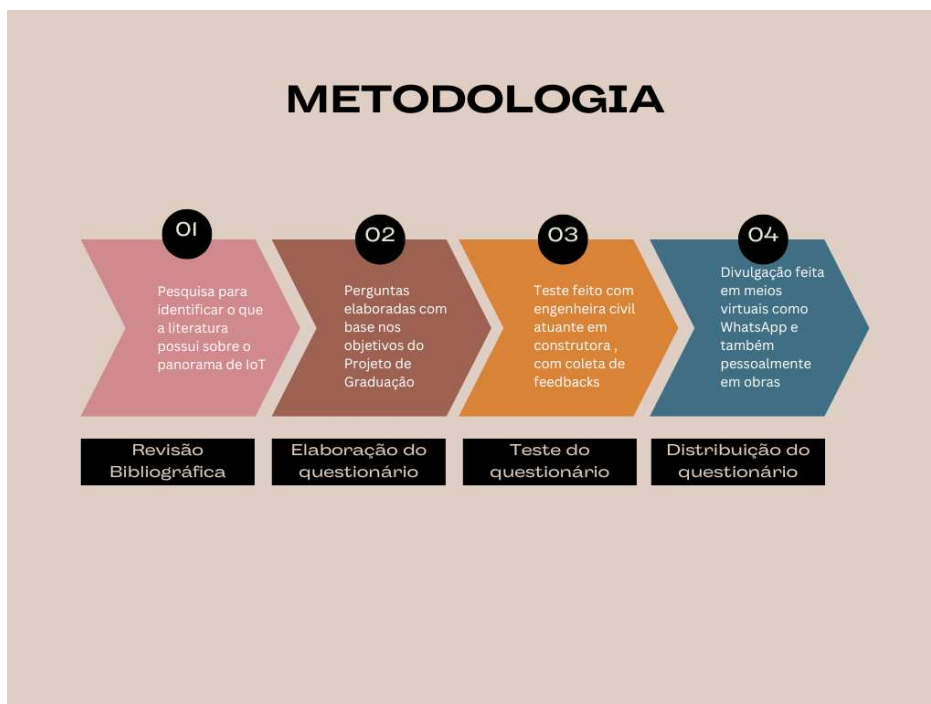 METODOLOGIA
01
Pesquisa para
identificar o que
a literatura
possui sobre o
panorama de IoT
Revisão
Bibliográfica
02
Perguntas
elaboradas com
base nos
objetivos do
Projeto de
Graduação
Elaboração do
questionário
03
Teste feito com
engenheira civil
atuante em
construtora ,
com coleta de
feedbacks
Teste do
questionário
04
Divulgação feita
em meios
virtuais como
WhatsApp e
também
pessoalmente
em obras
Distribuição do
questionário